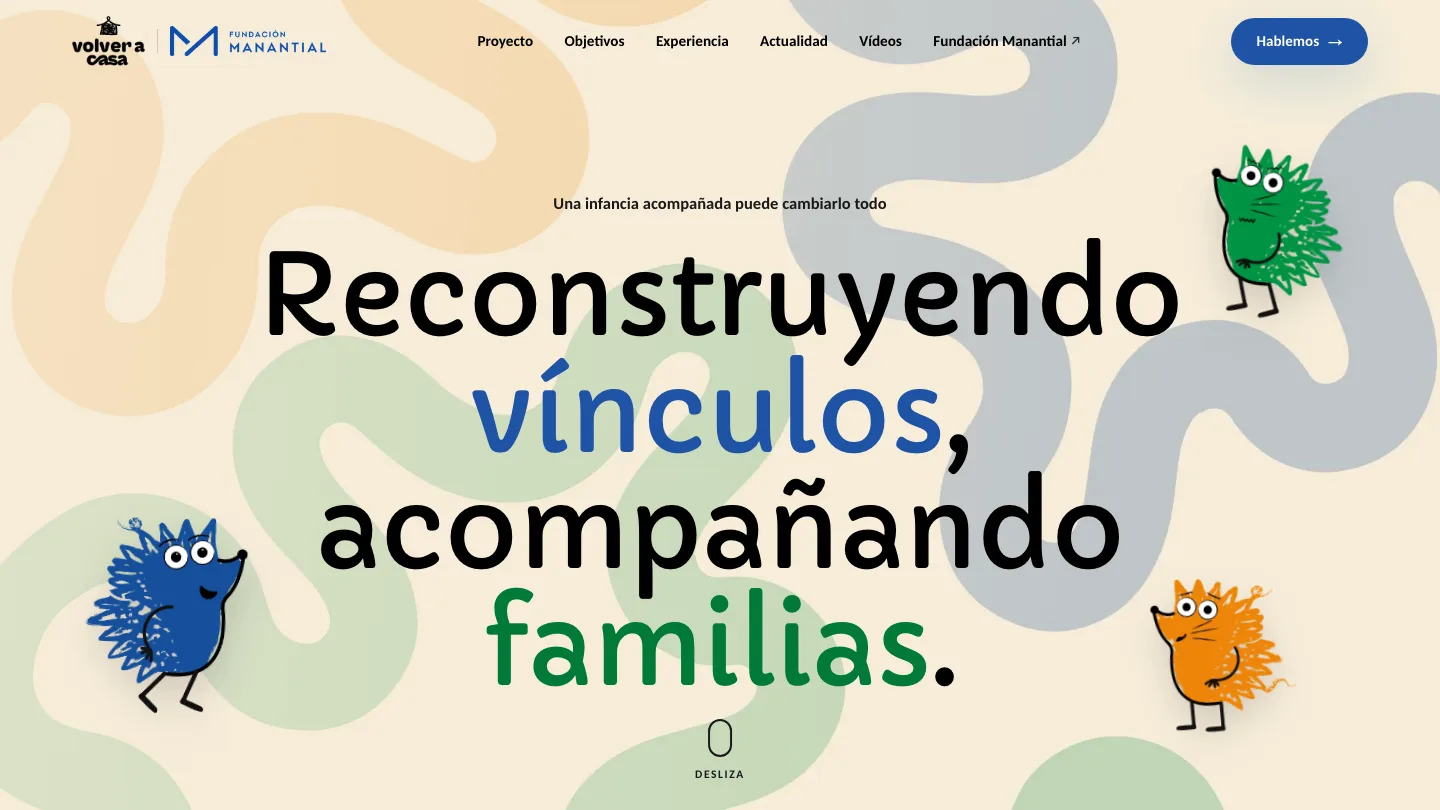 volver a
casa
FUNDACIÓN
MANANTIAL
Proyecto
Objetivos
Experiencia
Actualidad
Vídeos
Fundación Manantial ↗
Hablemos →
Una infancia acompañada puede cambiarlo todo
Reconstruyendo
vínculos,
acompañando
familias.
DESLIZA